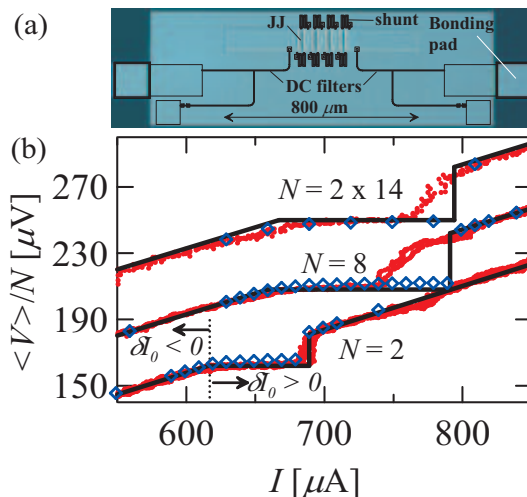 (a)
JJ
shunt
Bonding
pad
DC filters
800 μm
(b)
<V>/N [μV]
270
230
190
150
N = 2 x 14
N = 8
N = 2
δI₀ < 0
δI₀ > 0
600
700
800
I [μA]